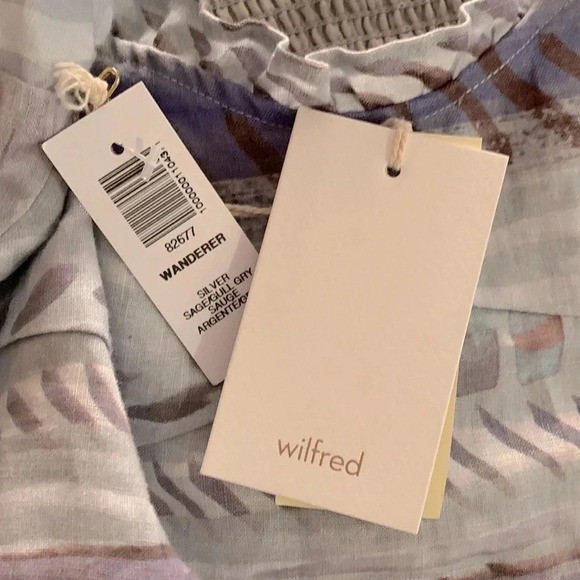 82677
WANDERER
SILVER
SAGE/GULL GRY
SAUGE
wilfred